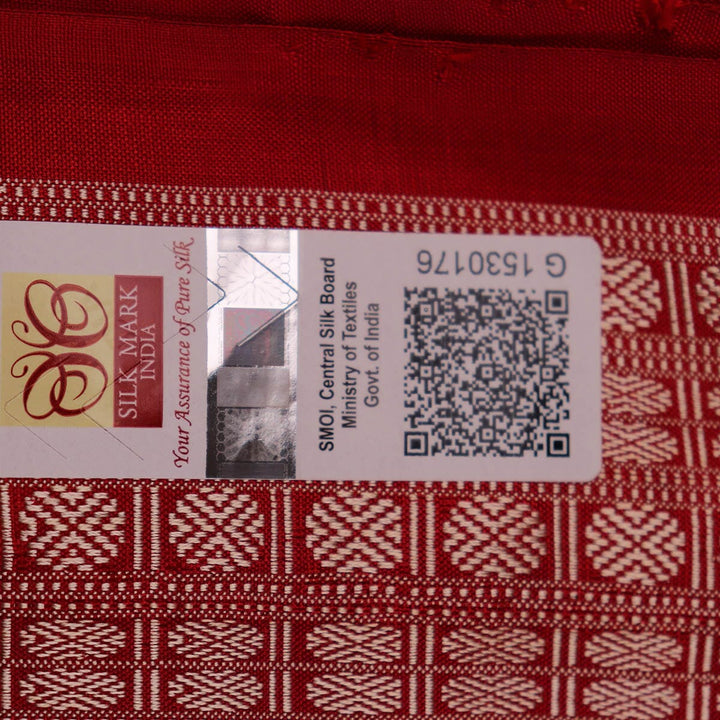 SILK MARK
INDIA
Your Assurance of Pure Silk
SMOI, Central Silk Board
Ministry of Textiles
Govt. of India
G 1530176